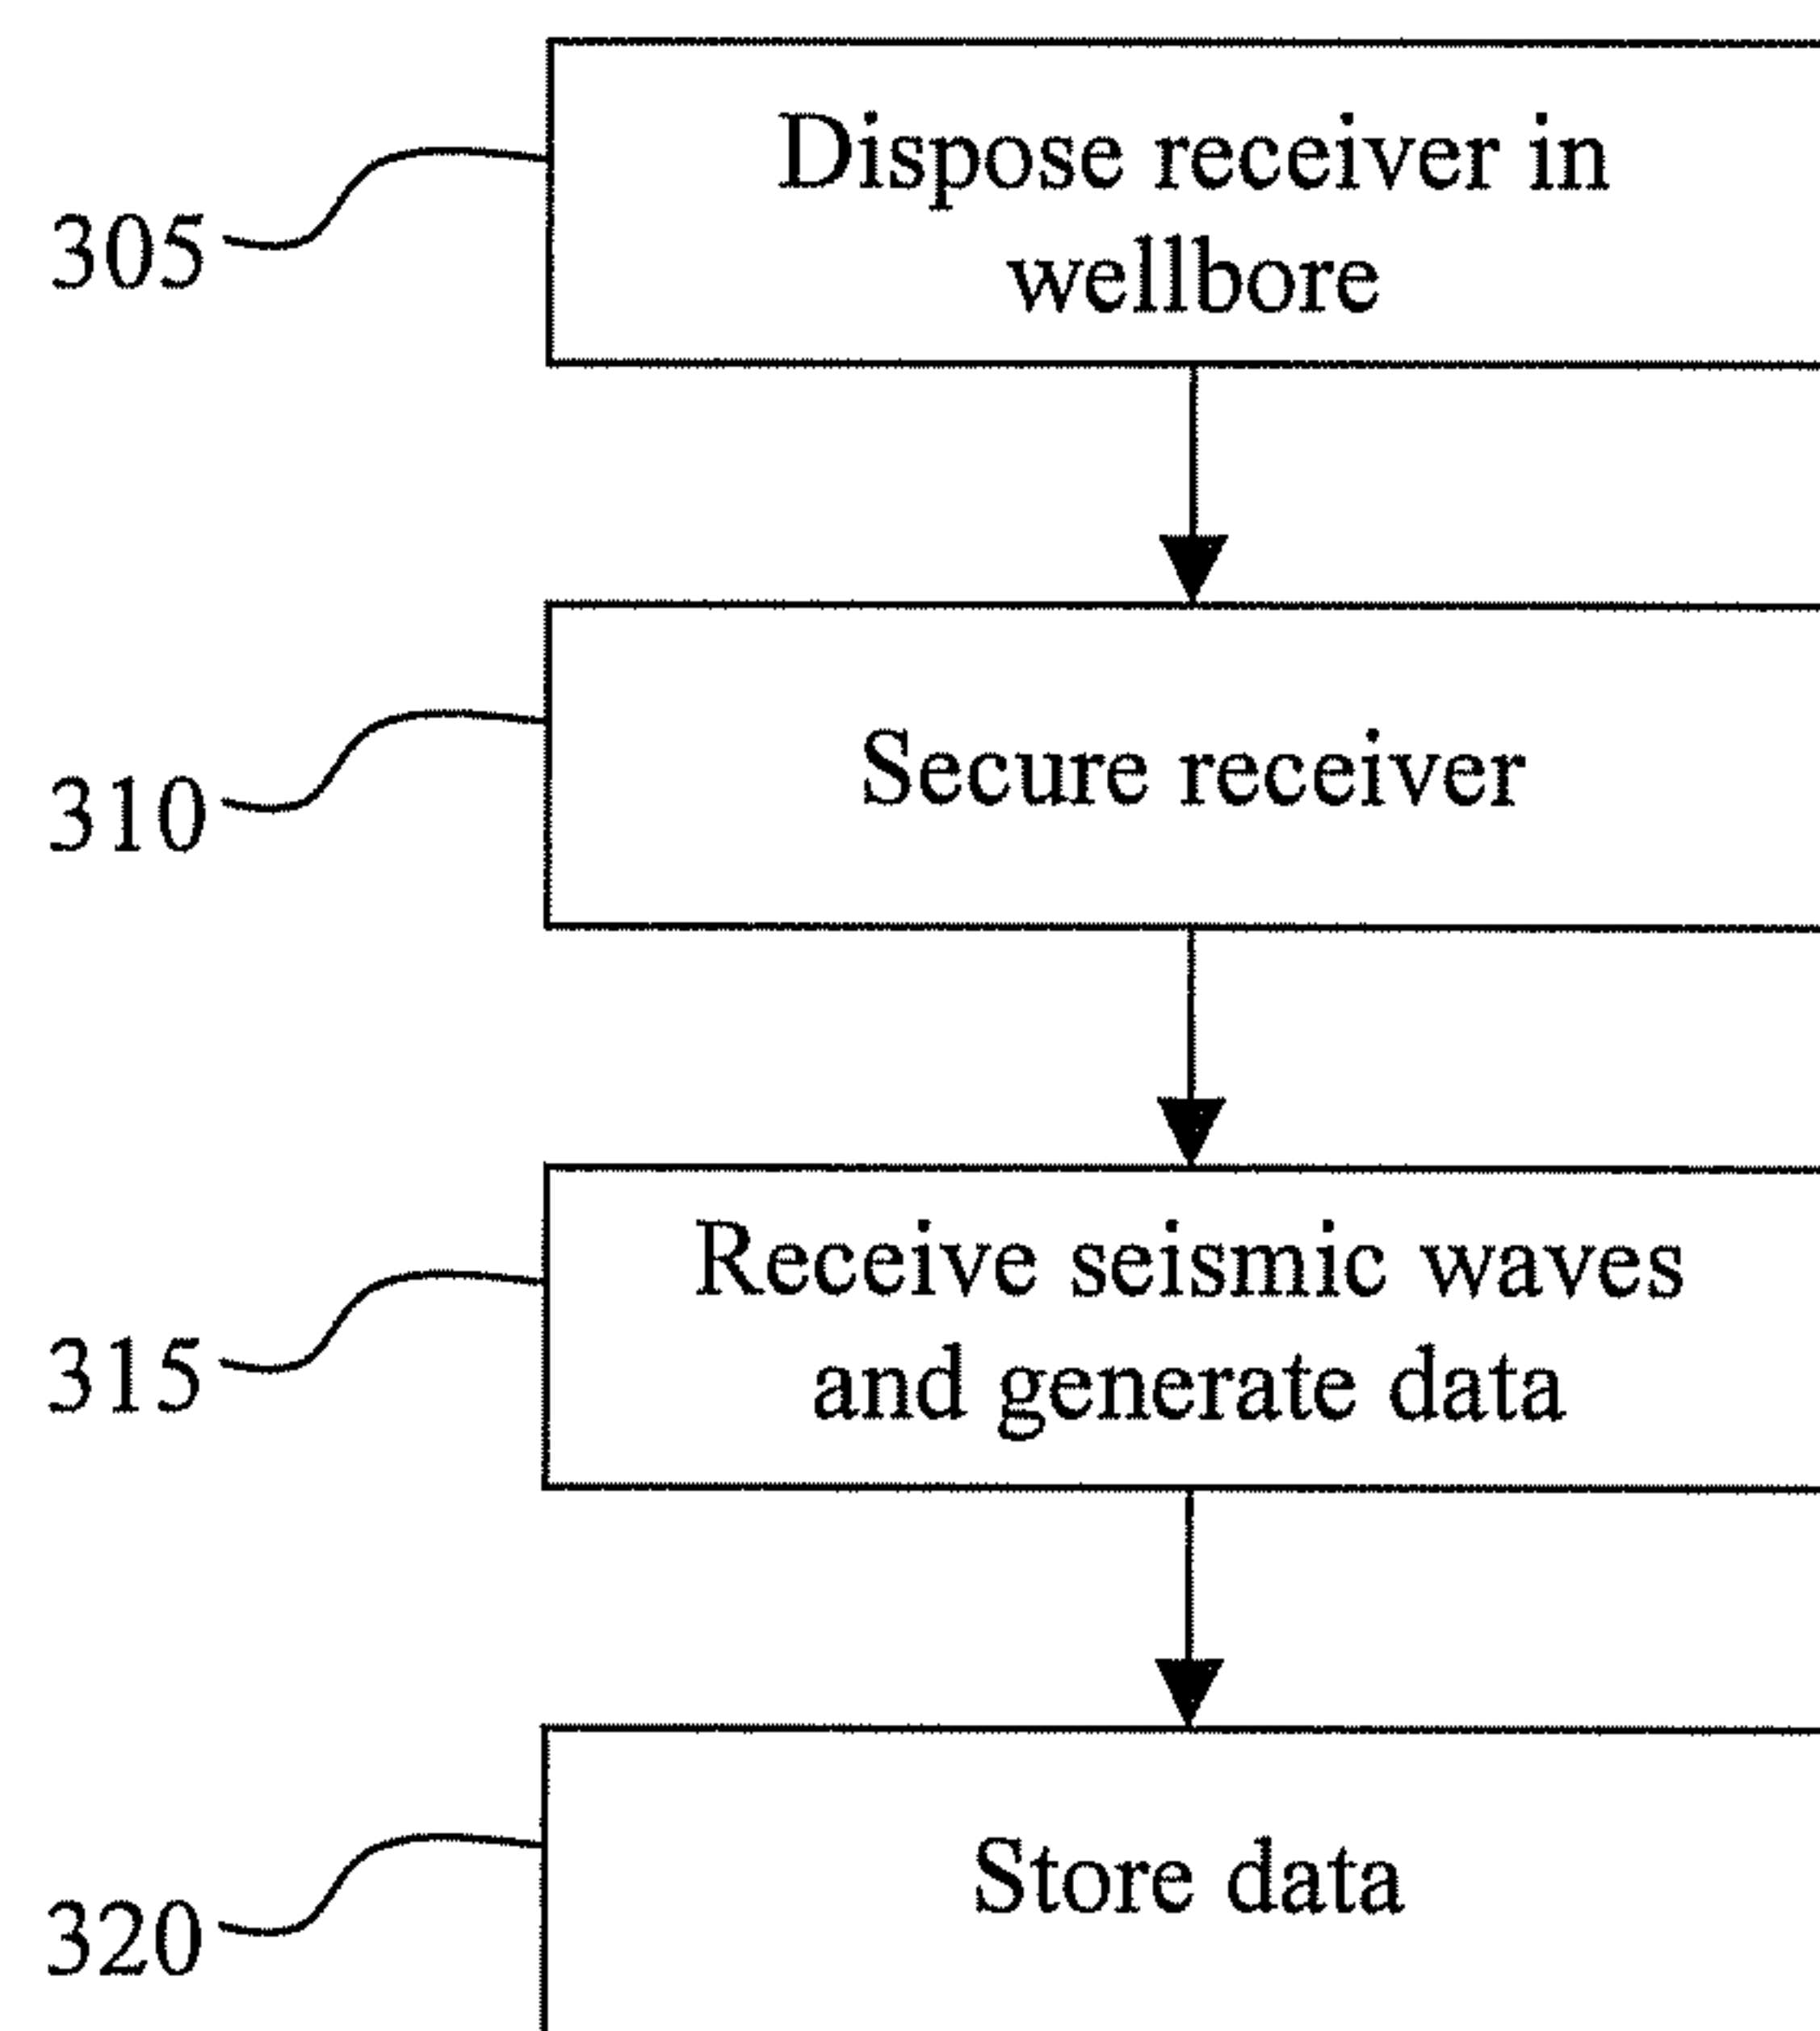 Dispose receiver in
wellbore
305
Secure receiver
310
Receive seismic waves
and generate data
315
Store data
320